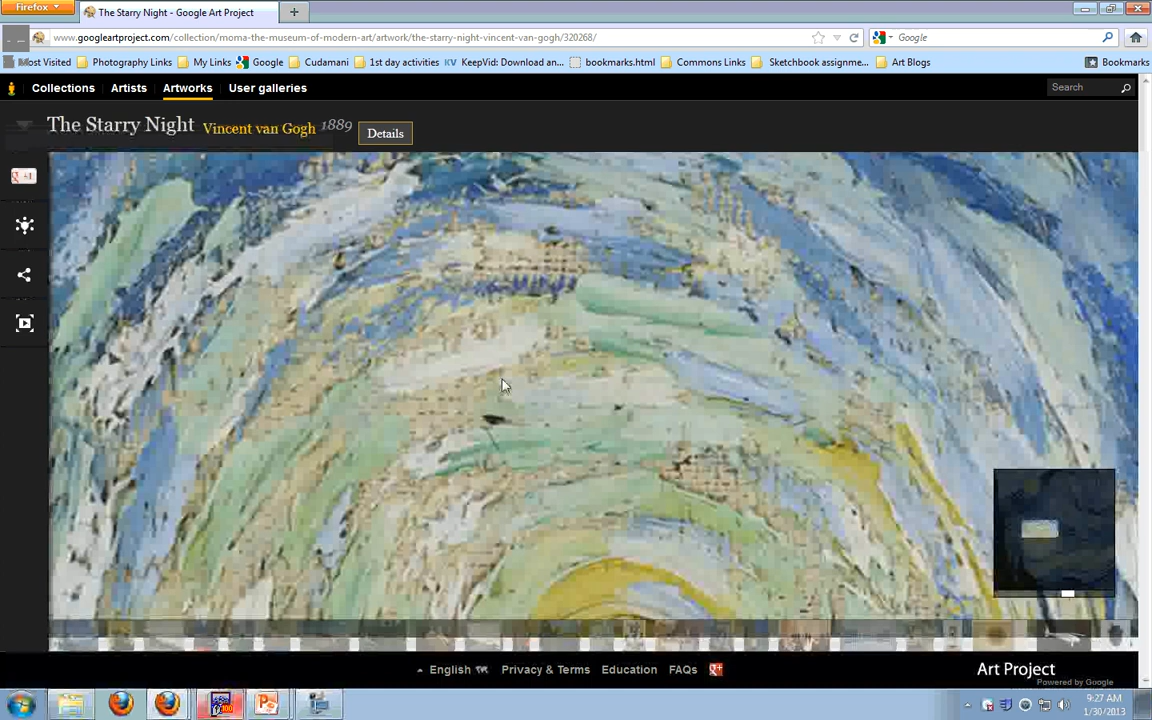 Firefox
The Starry Night - Google Art Project
www.googleartproject.com/collection/moma-the-museum-of-modern-art/artwork/the-starry-night-vincent-van-gogh/320268/
Google
Most Visited Photography Links My Links Google Cudamani 1st day activities KV KeepVid: Download an... bookmarks.html Commons Links Sketchbook assignme... Art Blogs Bookmarks
Collections Artists Artworks User galleries Search
The Starry Night Vincent van Gogh 1889 Details
+1
English Privacy & Terms Education FAQs Art Project
Powered by Google
9:27 AM
1/30/2013